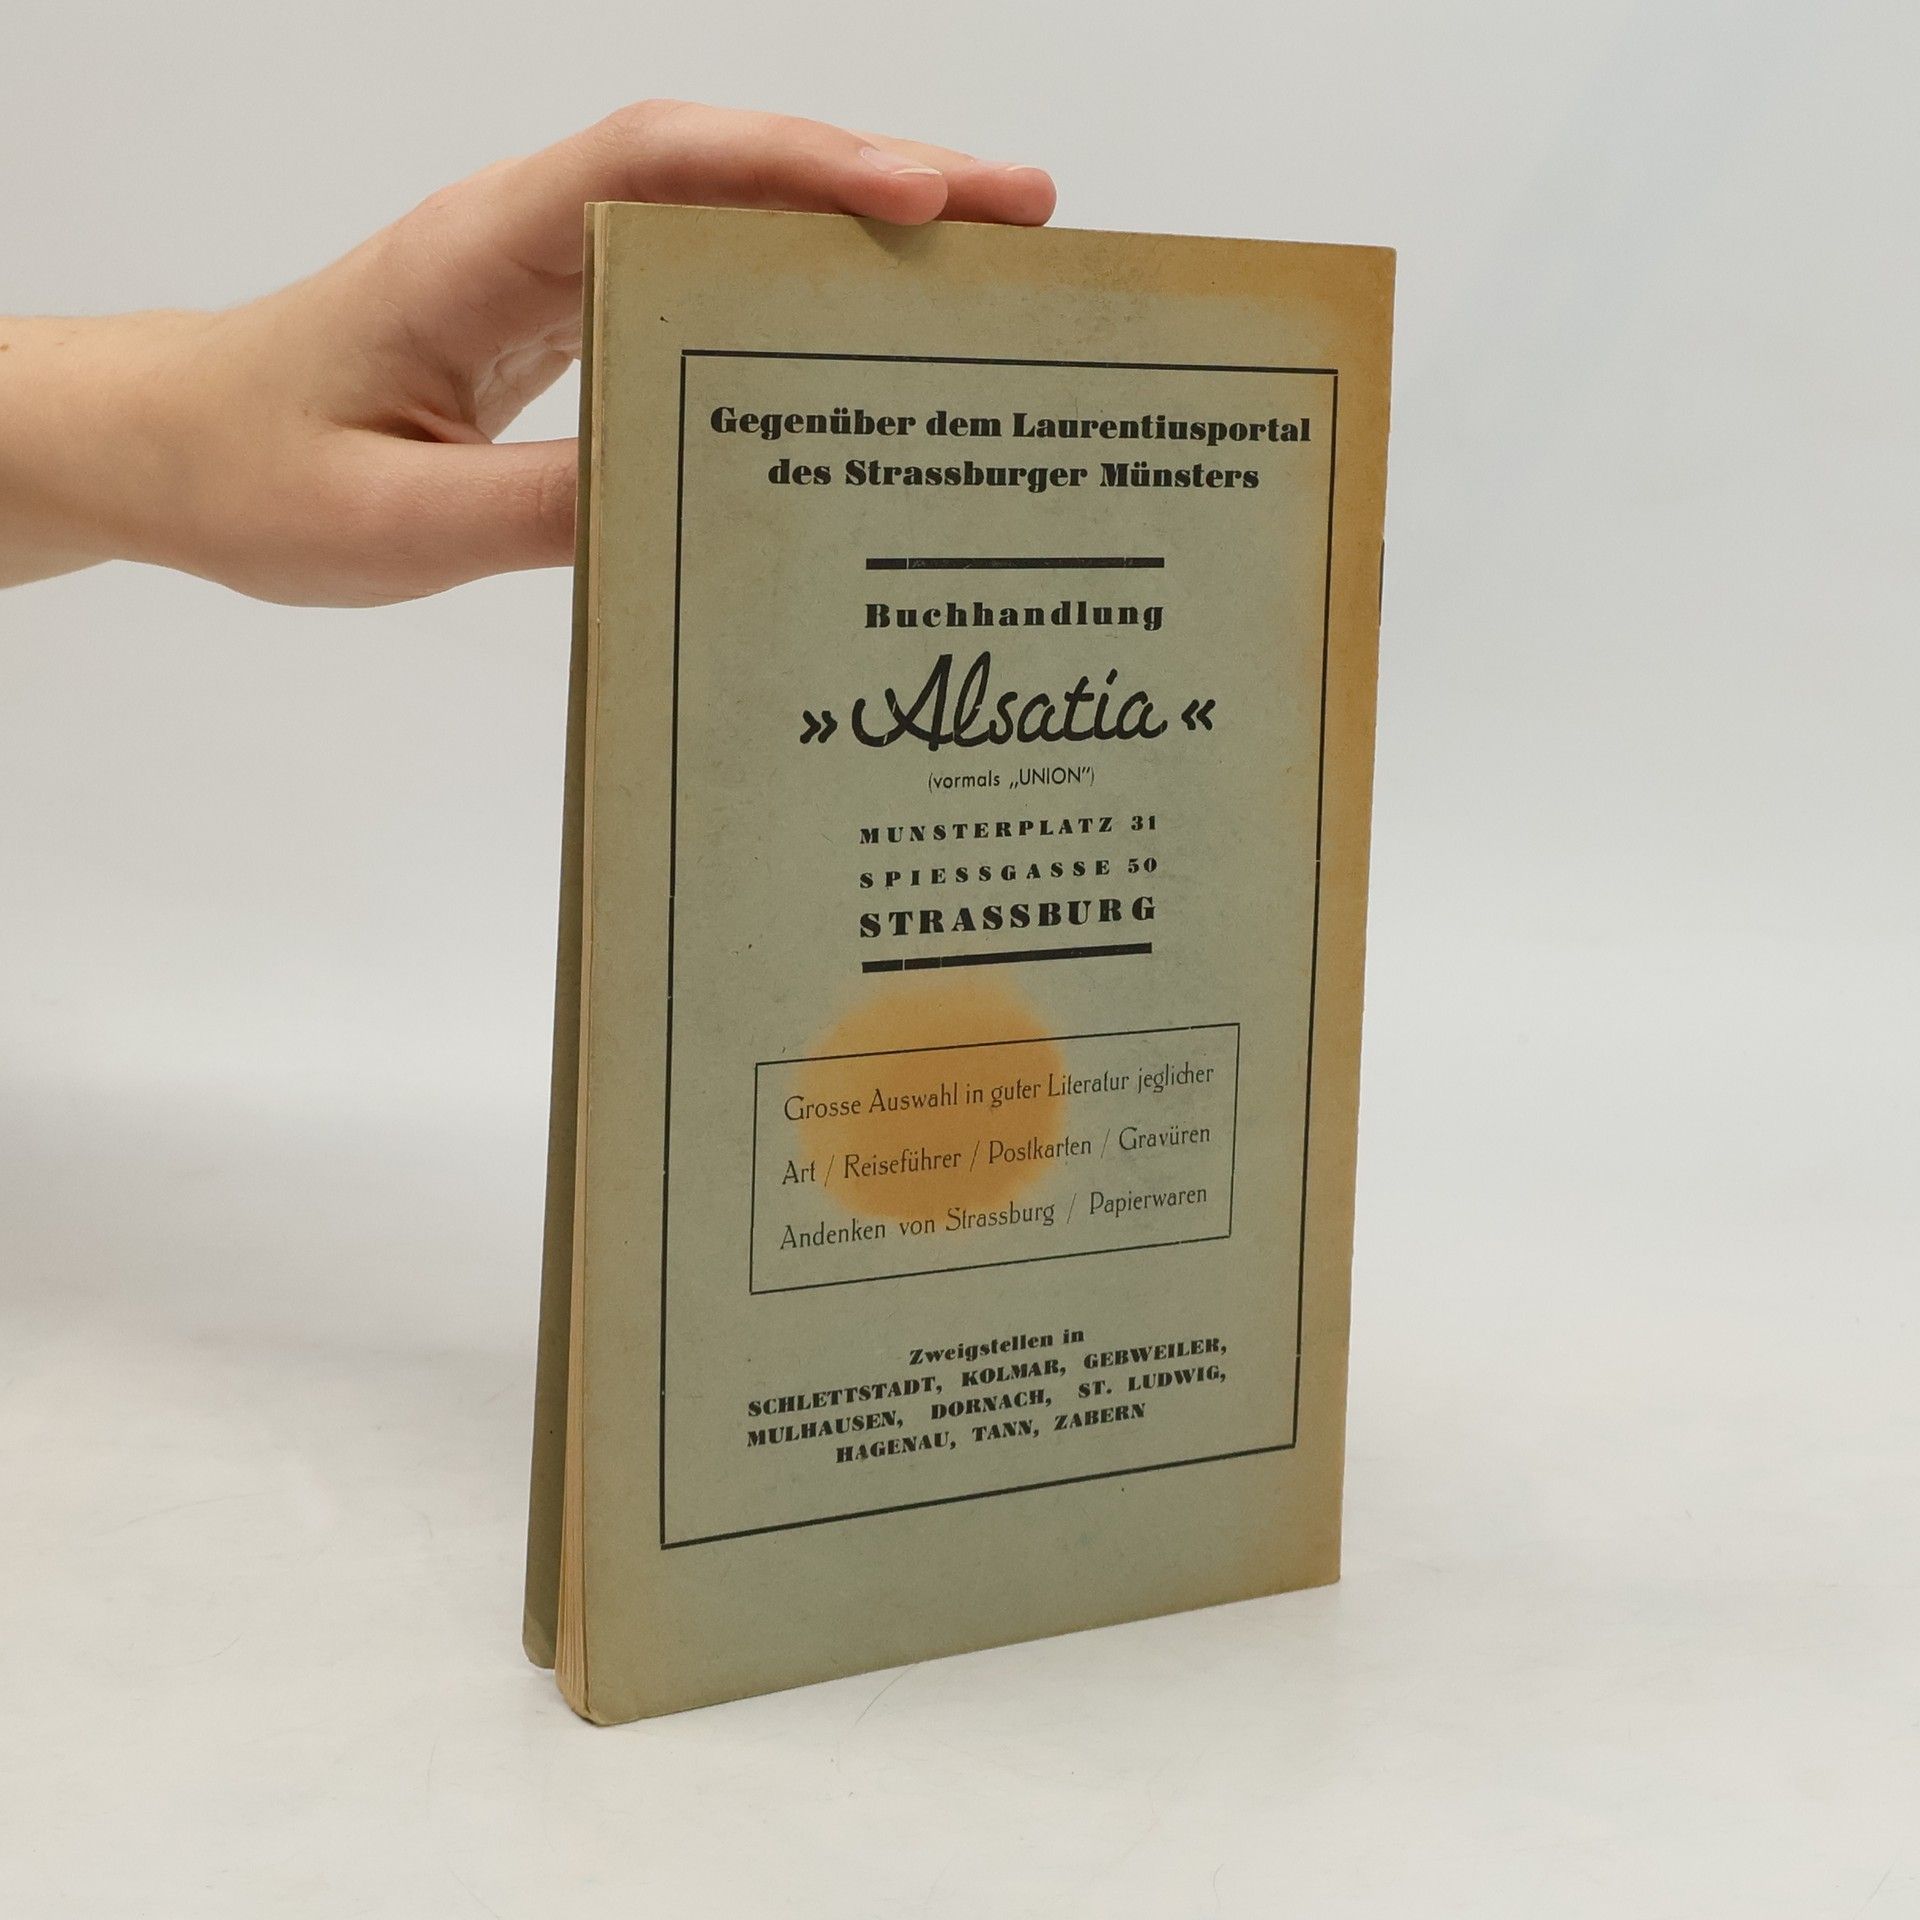 Gegenüber dem Laurentiusportal
des Strassburger Münsters
Buchhandlung
»Alsatia«
(vormals „UNION")
MUNSTERPLATZ 31
SPIESSGASSE 50
STRASSBURG
Grosse Auswahl in guter Literatur jeglicher
Art / Reiseführer / Postkarten / Gravüren
Andenken von Strassburg / Papierwaren
Zweigstellen in
SCHLETTSTADT, KOLMAR, GEBWEILER,
MULHAUSEN, DORNACH, ST. LUDWIG,
HAGENAU, TANN, ZABERN